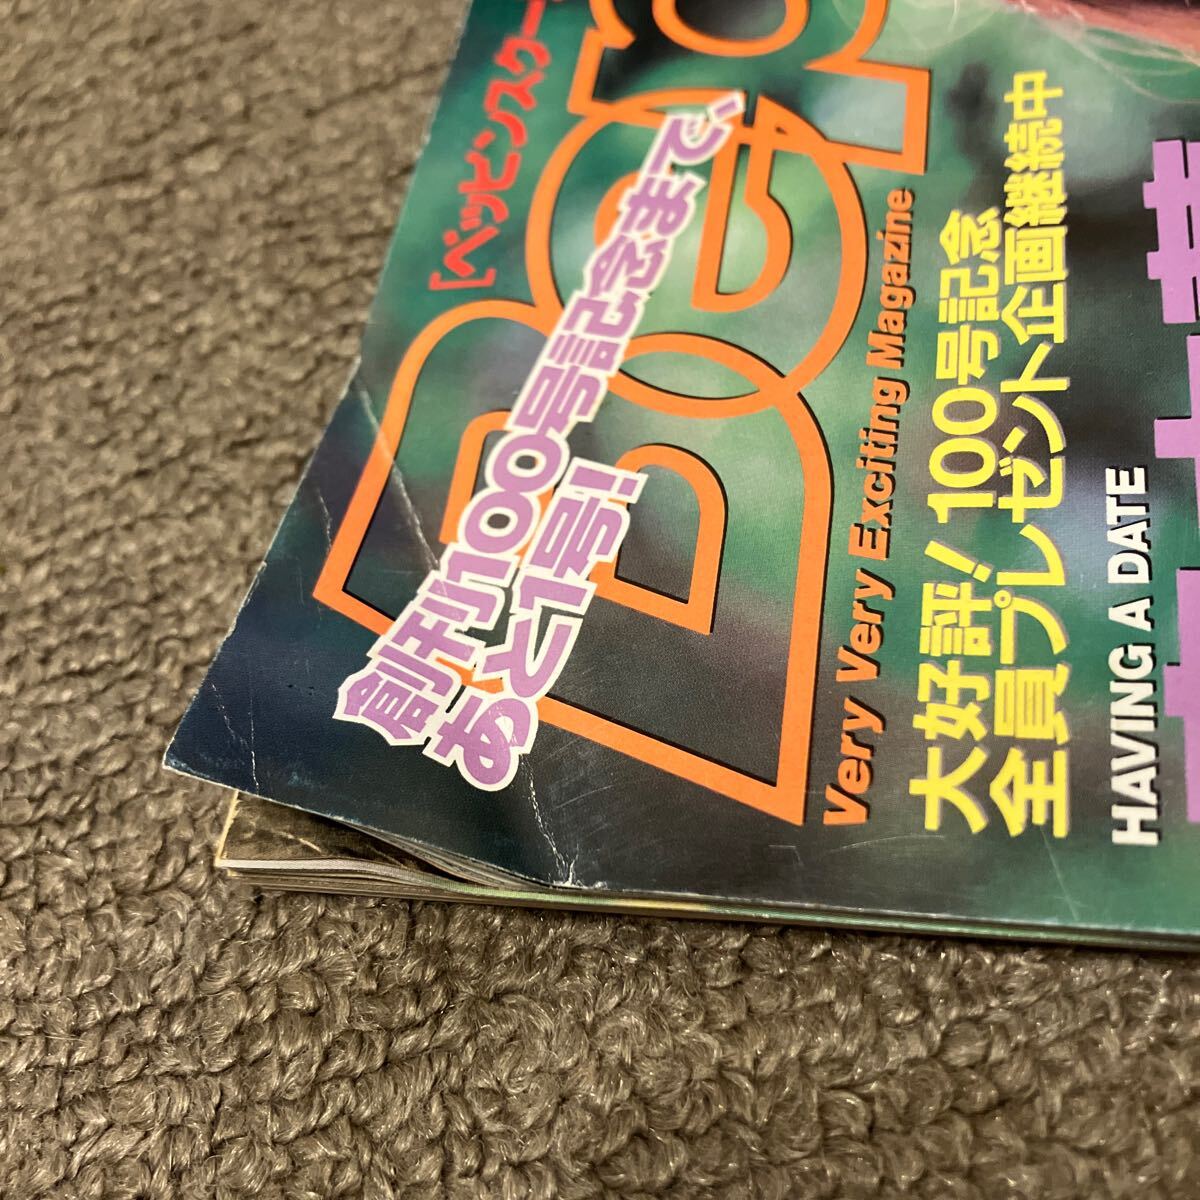 [ベッピンスクー
Bep
創刊100号記念まで、
あと1号!
Very Very Exciting Magazine
大好評!100号記念
全員プレゼント企画継続中
HAVING A DATE